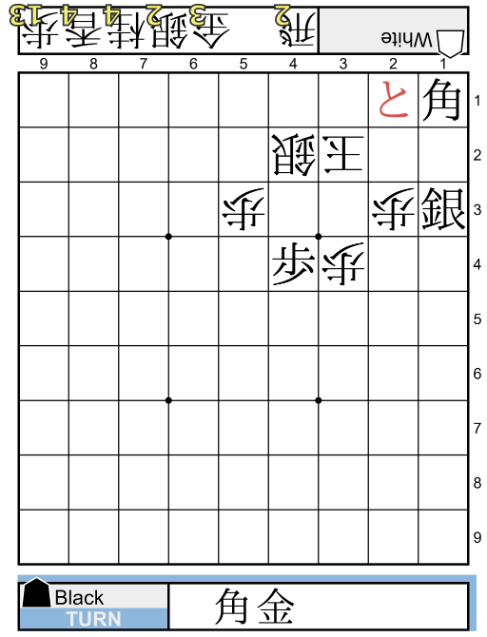 13 4 4 2 3 2
歩香桂銀金 飛 White
9 8 7 6 5 4 3 2 1
と 角 1
銀 王 2
歩 歩 銀 3
歩 歩 4
5
6
7
8
9
Black 角金
TURN